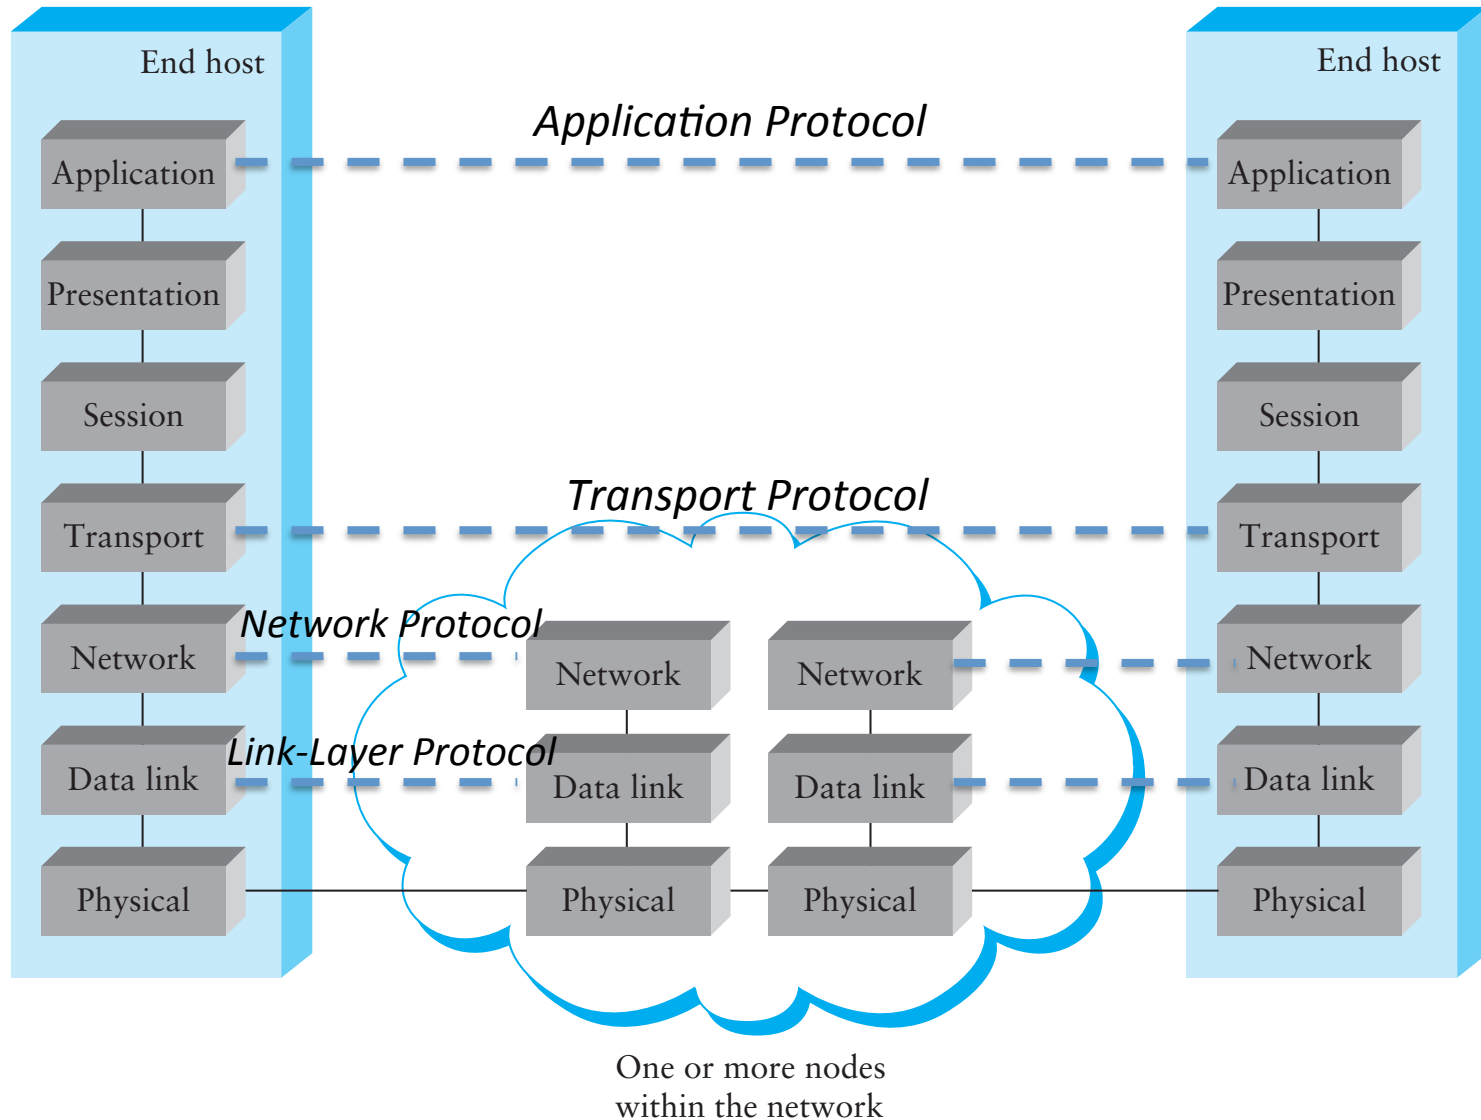 End host
End host
Application Protocol
Application
Application
Presentation
Presentation
Session
Session
Transport Protocol
Transport
Transport
Network Protocol
Network
Network
Network
Network
Link-Layer Protocol
Data link
Data link
Data link
Data link
Physical
Physical
Physical
Physical
One or more nodes
within the network